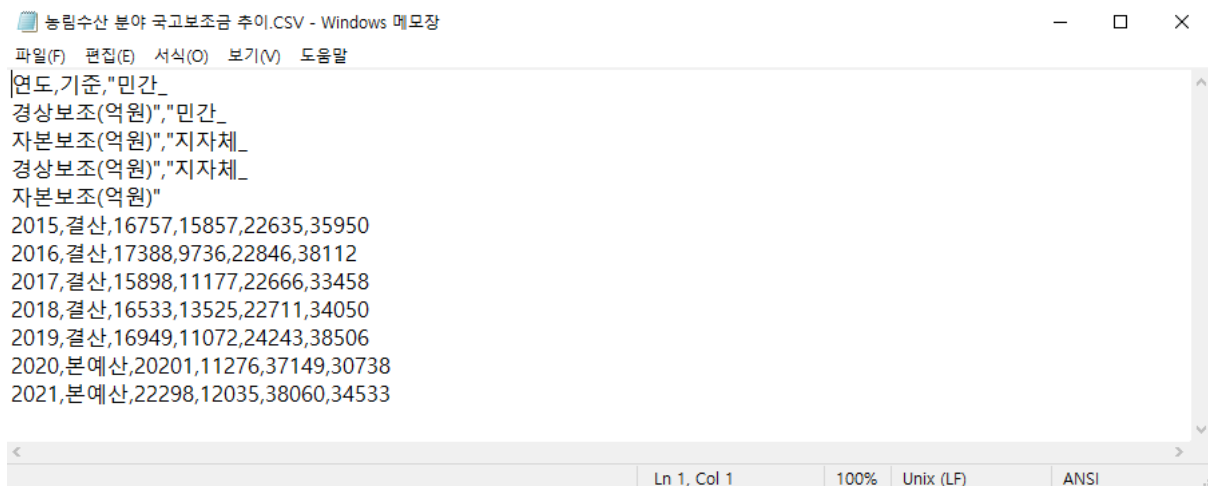 농림수산 분야 국고보조금 추이.CSV - Windows 메모장
파일(F) 편집(E) 서식(O) 보기(V) 도움말
연도,기준,"민간_
경상보조(억원)","민간_
자본보조(억원)","지자체_
경상보조(억원)","지자체_
자본보조(억원)"
2015,결산,16757,15857,22635,35950
2016,결산,17388,9736,22846,38112
2017,결산,15898,11177,22666,33458
2018,결산,16533,13525,22711,34050
2019,결산,16949,11072,24243,38506
2020,본예산,20201,11276,37149,30738
2021,본예산,22298,12035,38060,34533
Ln 1, Col 1 100% Unix (LF) ANSI